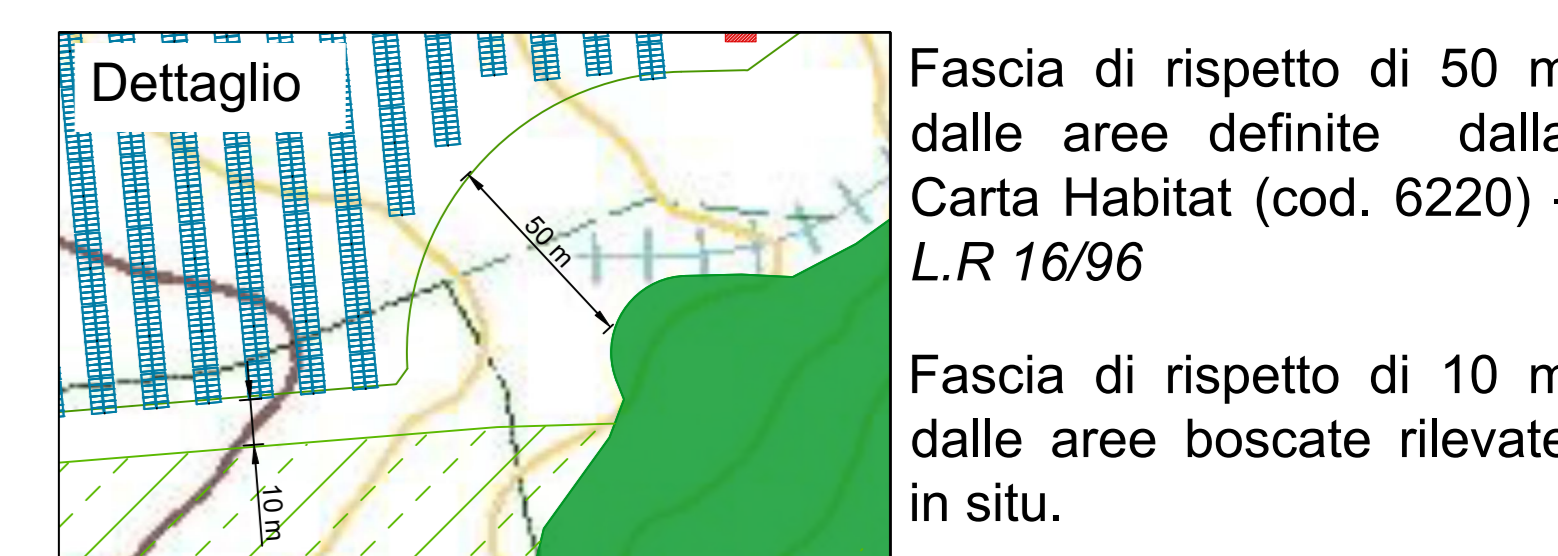 Dettaglio
50 m
10 m
Fascia di rispetto di 50 m
dalle aree definite dalla
Carta Habitat (cod. 6220) -
L.R 16/96
Fascia di rispetto di 10 m
dalle aree boscate rilevate
in situ.